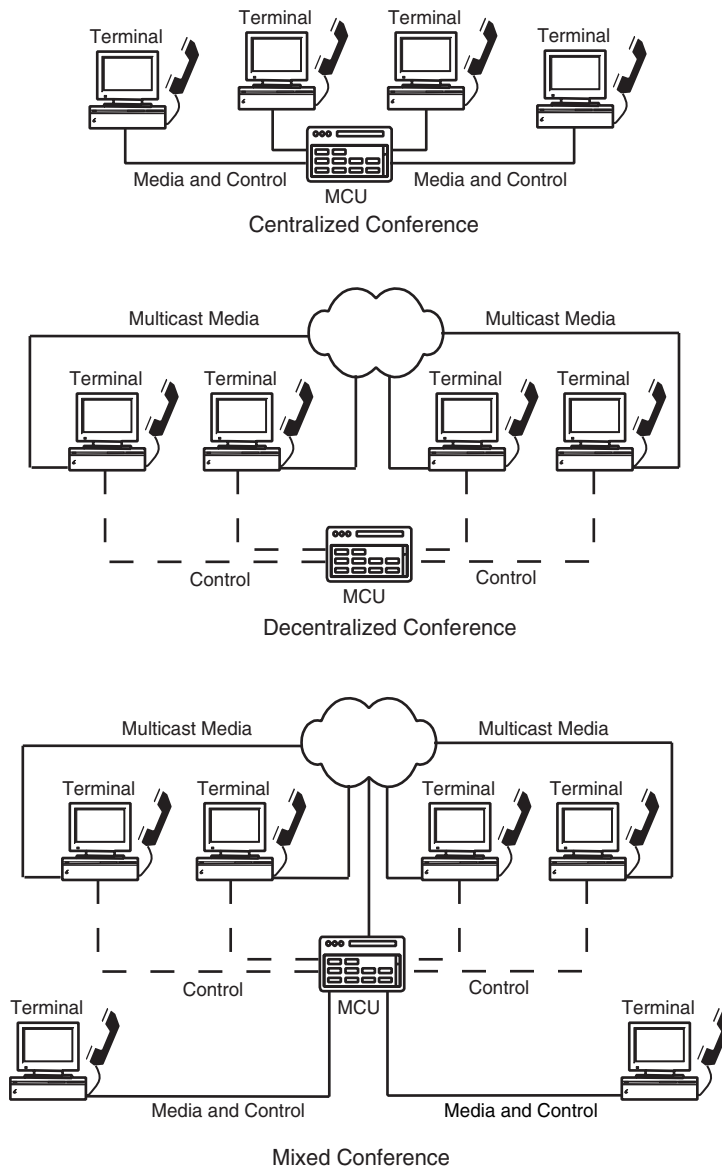 Terminal Terminal Terminal Terminal
Media and Control Media and Control
MCU
Centralized Conference
Multicast Media Multicast Media
Terminal Terminal Terminal Terminal
Control Control
MCU
Decentralized Conference
Multicast Media Multicast Media
Terminal Terminal Terminal Terminal
Control Control
MCU
Terminal Terminal
Media and Control Media and Control
Mixed Conference